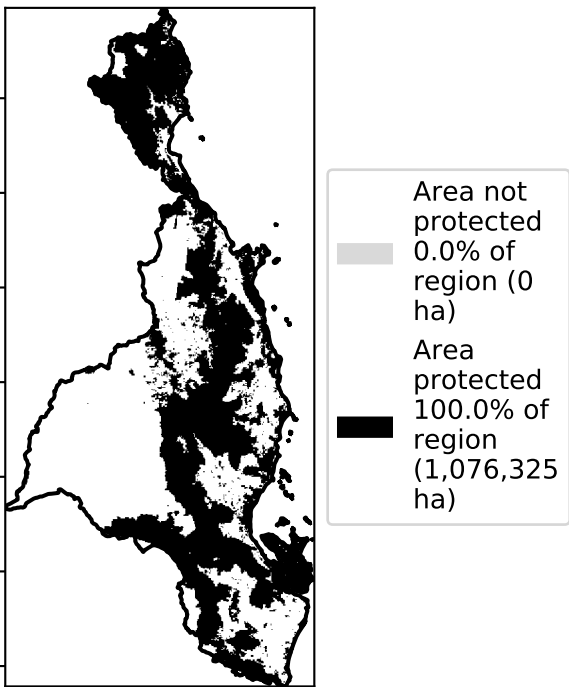 Area not
protected
0.0% of
region (0
ha)
Area
protected
100.0% of
region
(1,076,325
ha)